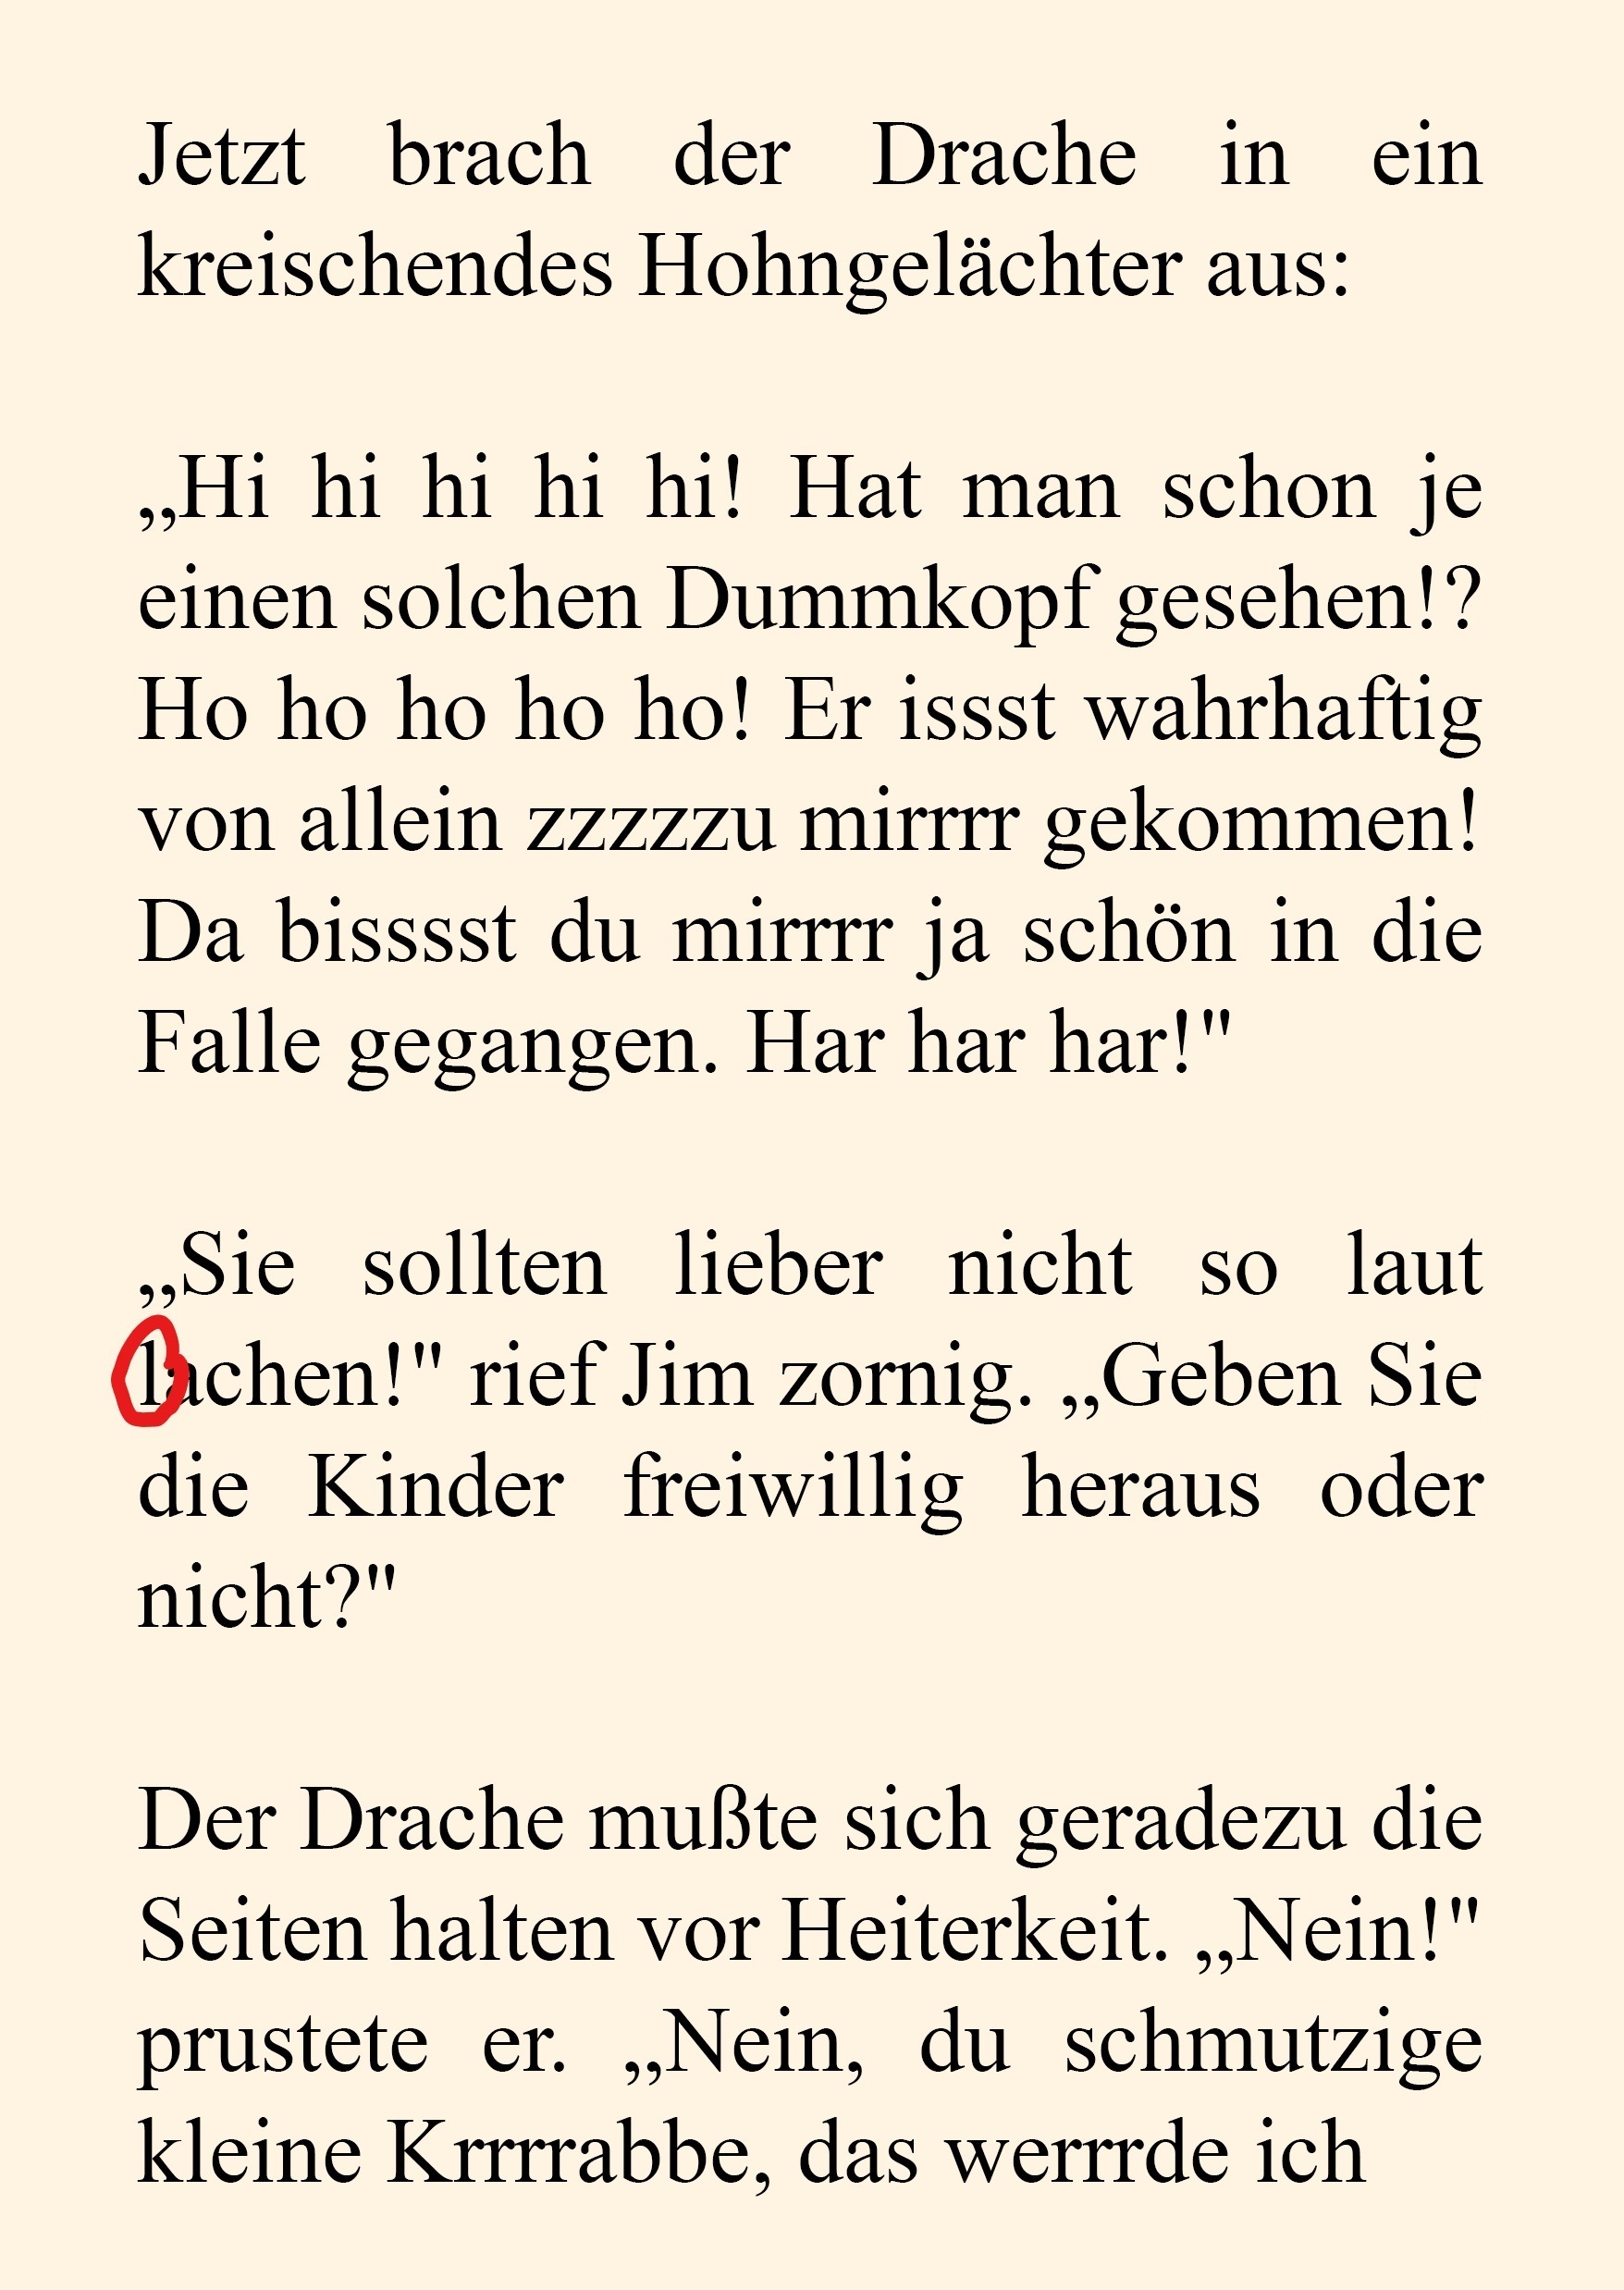 Jetzt brach der Drache in ein
kreischendes Hohngelächter aus:
„Hi hi hi hi hi! Hat man schon je
einen solchen Dummkopf gesehen!?
Ho ho ho ho ho! Er issst wahrhaftig
von allein zzzzzu mirrrr gekommen!
Da bisssst du mirrrr ja schön in die
Falle gegangen. Har har har!"
„Sie sollten lieber nicht so laut
lachen!" rief Jim zornig. „Geben Sie
die Kinder freiwillig heraus oder
nicht?"
Der Drache mußte sich geradezu die
Seiten halten vor Heiterkeit. „Nein!"
prustete er. „Nein, du schmutzige
kleine Krrrrabbe, das werrrde ich